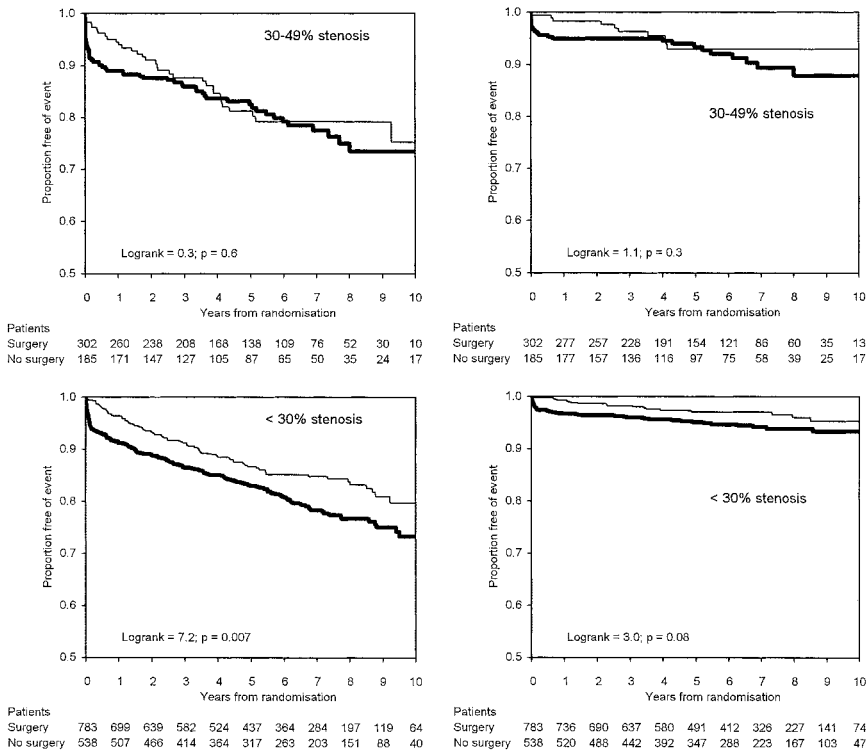 1.0
30-49% stenosis
0.9
0.8
0.7
0.6
Logrank = 0.3; p = 0.6
0.5
0 1 2 3 4 5 6 7 8 9 10
Years from randomisation
Proportion free of event
Patients
Surgery 302 260 238 208 168 138 109 76 52 30 10
No surgery 185 171 147 127 105 87 65 50 35 24 17
1.0
0.9
30-49% stenosis
0.8
0.7
0.6
Logrank = 1.1; p = 0.3
0.5
0 1 2 3 4 5 6 7 8 9 10
Years from randomisation
Proportion free of event
Patients
Surgery 302 277 257 228 191 154 121 86 60 35 13
No surgery 185 177 157 136 116 97 75 58 39 25 17
1.0
< 30% stenosis
0.9
0.8
0.7
0.6
Logrank = 7.2; p = 0.007
0.5
0 1 2 3 4 5 6 7 8 9 10
Years from randomisation
Proportion free of event
Patients
Surgery 783 699 639 582 524 437 364 284 197 119 64
No surgery 538 507 466 414 364 317 263 203 151 88 40
1.0
0.9
< 30% stenosis
0.8
0.7
0.6
Logrank = 3.0; p = 0.08
0.5
0 1 2 3 4 5 6 7 8 9 10
Years from randomisation
Proportion free of event
Patients
Surgery 783 736 690 637 580 491 412 326 227 141 74
No surgery 538 520 488 442 392 347 288 223 167 103